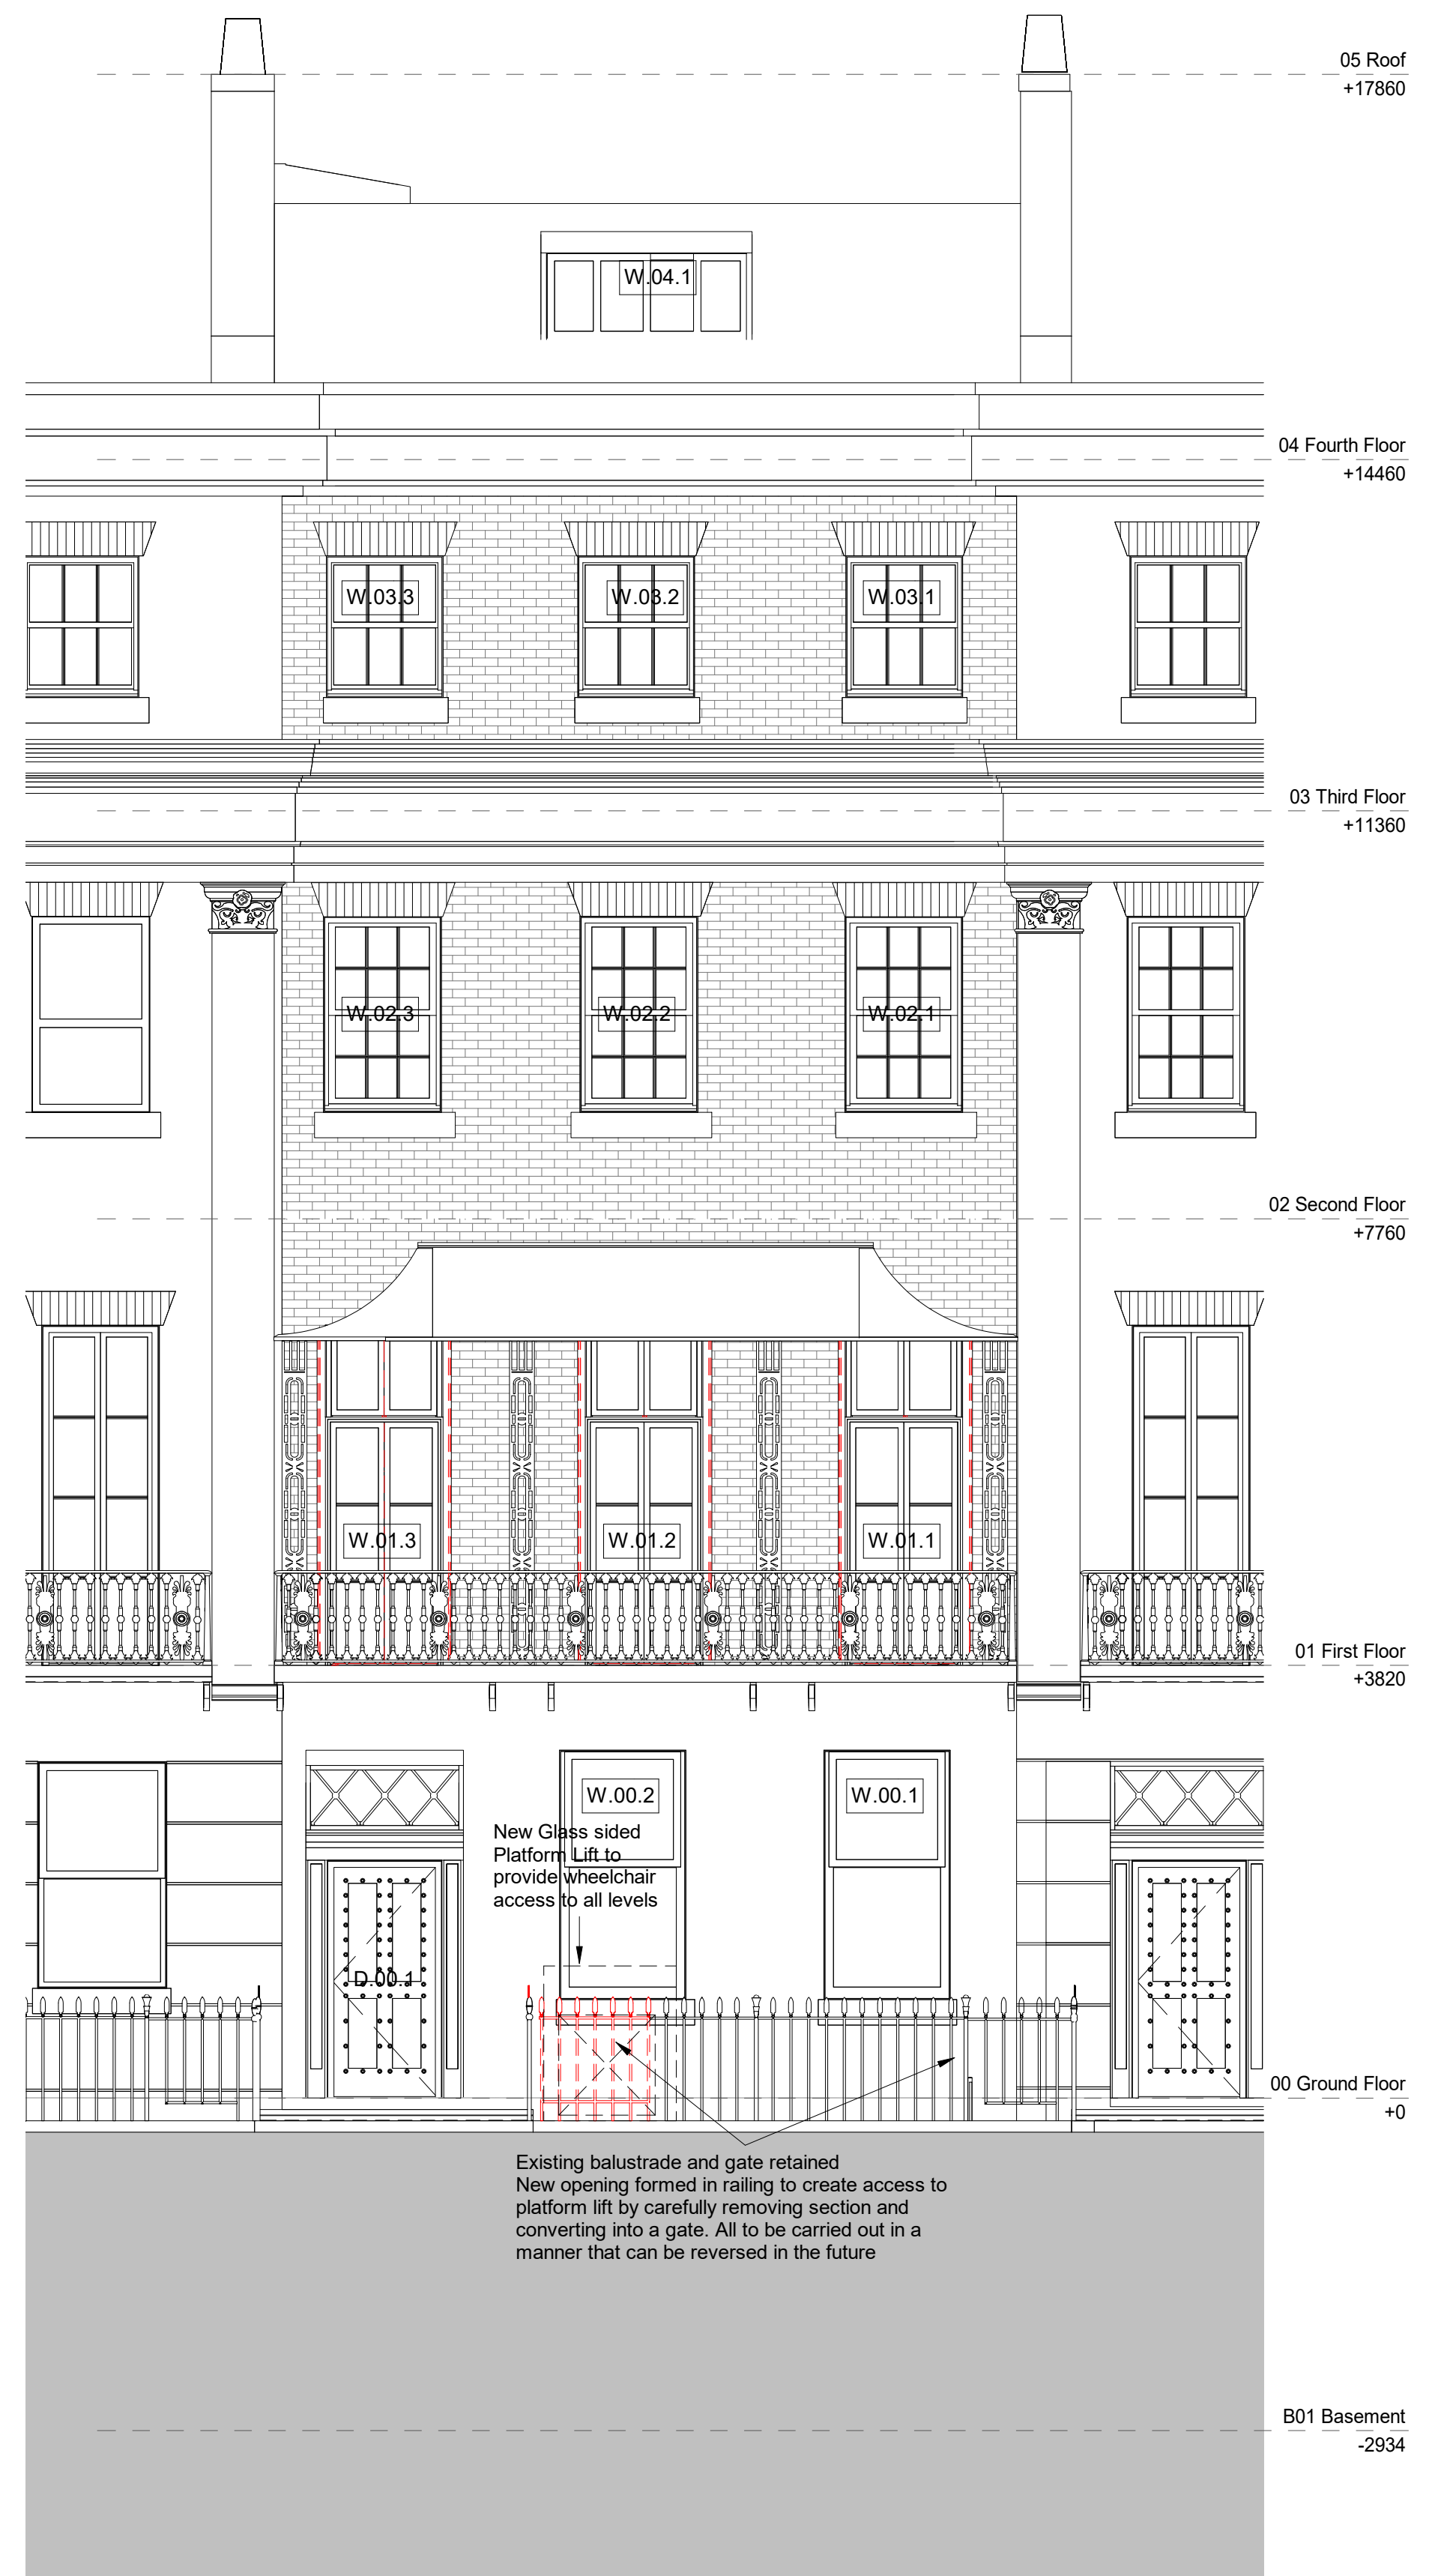 05 Roof
+17860
W.04.1
04 Fourth Floor
+14460
W.03.3
W.03.2
W.03.1
03 Third Floor
+11360
W.02.3
W.02.2
W.02.1
02 Second Floor
+7760
W.01.3
W.01.2
W.01.1
01 First Floor
+3820
W.00.2
W.00.1
New Glass sided
Platform Lift to
provide wheelchair
access to all levels
D.00.1
00 Ground Floor
+0
Existing balustrade and gate retained
New opening formed in railing to create access to
platform lift by carefully removing section and
converting into a gate. All to be carried out in a
manner that can be reversed in the future
B01 Basement
-2934